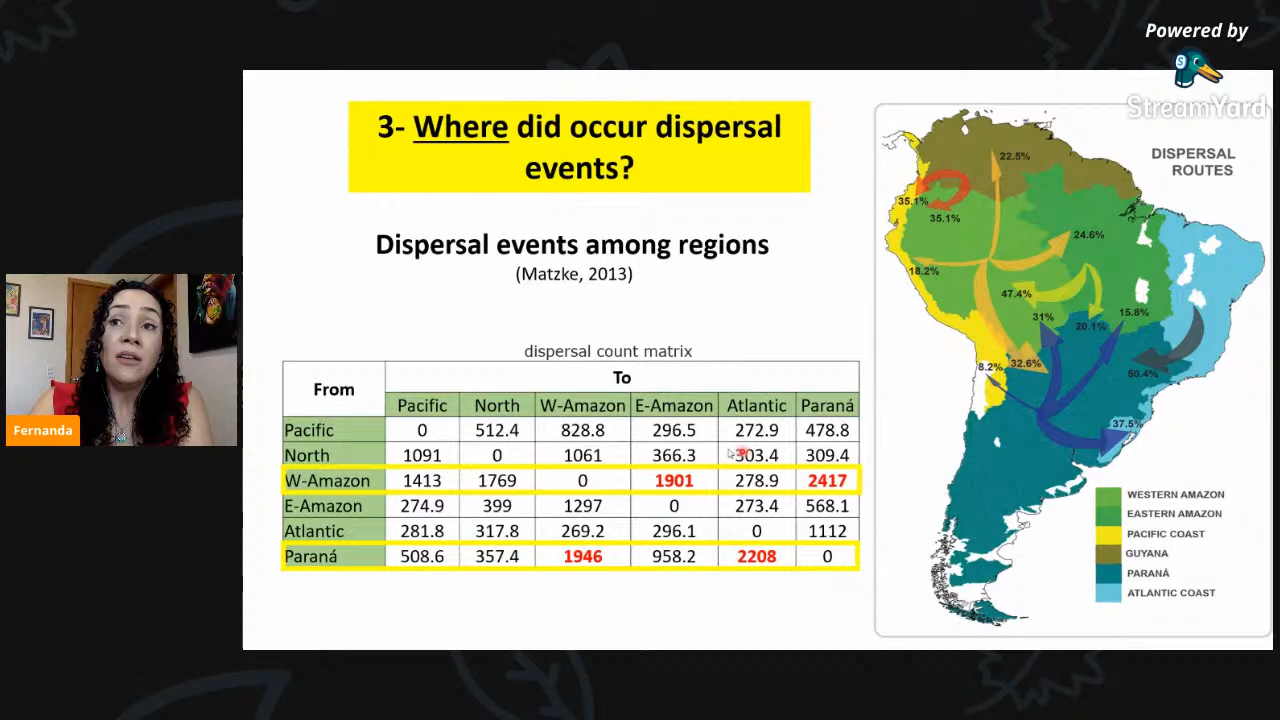 Powered by
StreamYard
3- Where did occur dispersal
events?
Dispersal events among regions
(Matzke, 2013)
dispersal count matrix
From To
Pacific North W-Amazon E-Amazon Atlantic Paraná
Pacific 0 512.4 828.8 296.5 272.9 478.8
North 1091 0 1061 366.3 303.4 309.4
W-Amazon 1413 1769 0 1901 278.9 2417
E-Amazon 274.9 399 1297 0 273.4 568.1
Atlantic 281.8 317.8 269.2 296.1 0 1112
Paraná 508.6 357.4 1946 958.2 2208 0
DISPERSAL
ROUTES
22.5%
35.1%
35.1%
24.6%
18.2%
47.4%
31%
20.1%
15.8%
8.2%
32.6%
50.4%
37.5%
WESTERN AMAZON
EASTERN AMAZON
PACIFIC COAST
GUYANA
PARANÁ
ATLANTIC COAST
Fernanda